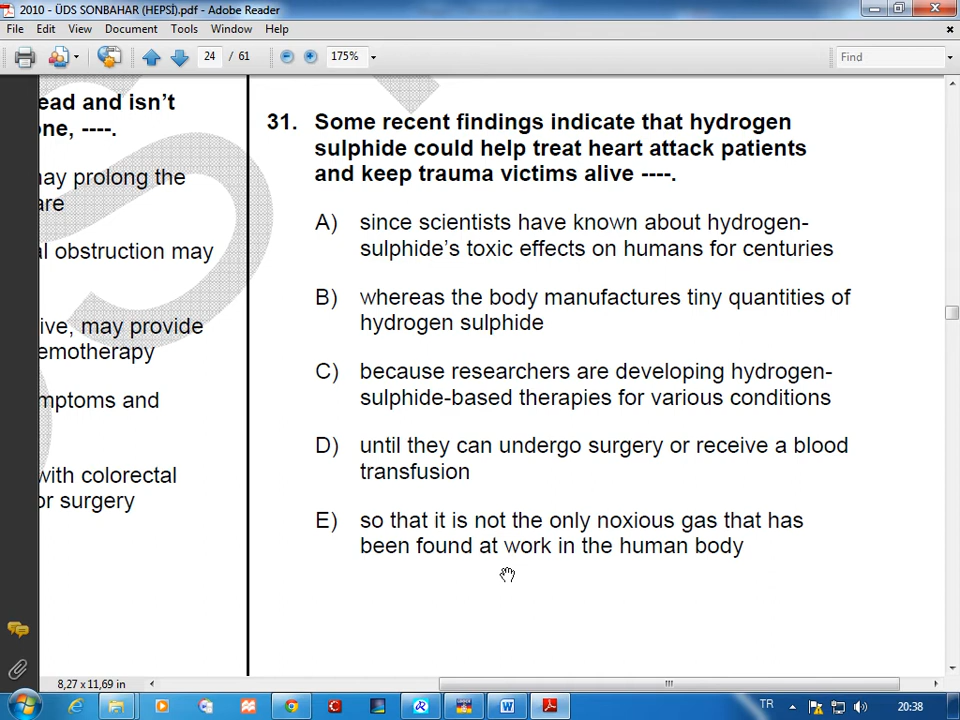 2010 - ÜDS SONBAHAR (HEPSİ).pdf - Adobe Reader
File Edit View Document Tools Window Help
24 / 61 175% Find
ead and isn't
one, ----.
may prolong the
are
al obstruction may
ive, may provide
emotherapy
mptoms and
with colorectal
or surgery
31. Some recent findings indicate that hydrogen
sulphide could help treat heart attack patients
and keep trauma victims alive ----.
A) since scientists have known about hydrogen-
sulphide's toxic effects on humans for centuries
B) whereas the body manufactures tiny quantities of
hydrogen sulphide
C) because researchers are developing hydrogen-
sulphide-based therapies for various conditions
D) until they can undergo surgery or receive a blood
transfusion
E) so that it is not the only noxious gas that has
been found at work in the human body
8,27 x 11,69 in
TR 20:38